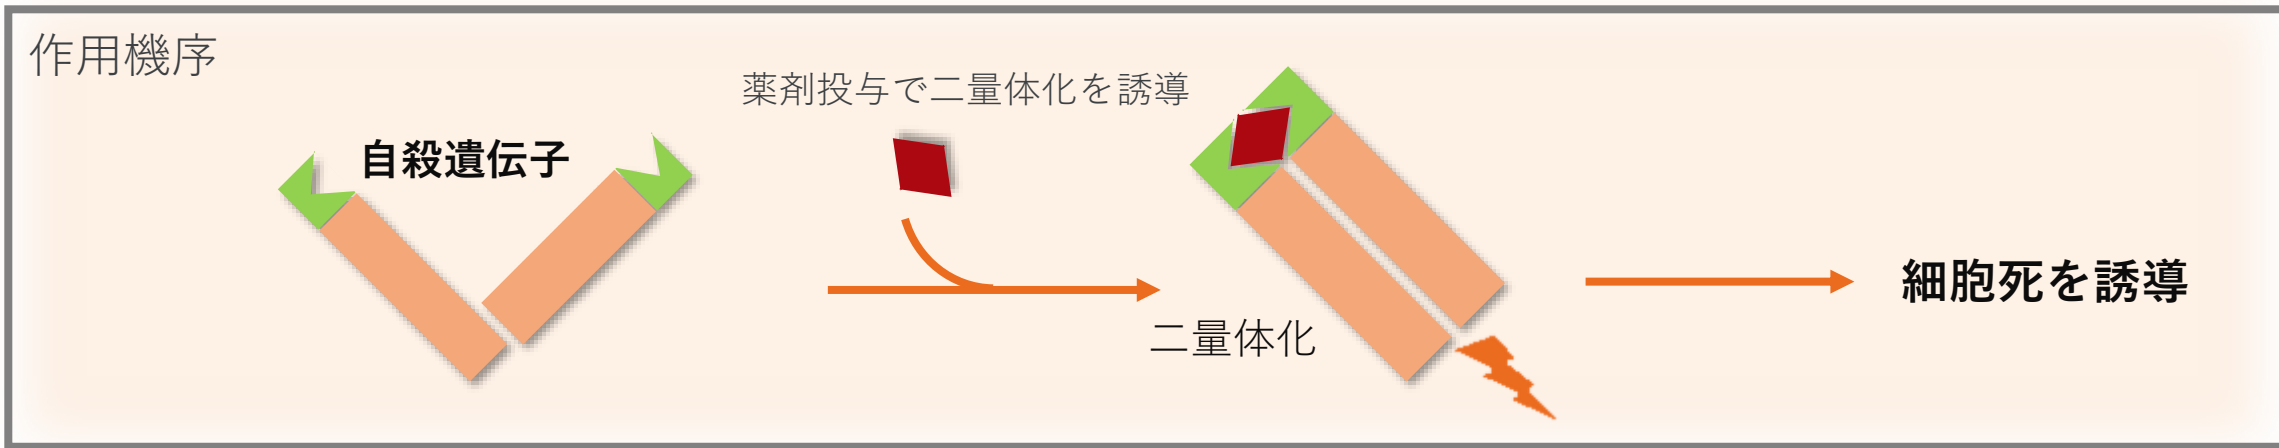 作用機序
薬剤投与で二量体化を誘導
自殺遺伝子
二量体化
細胞死を誘導